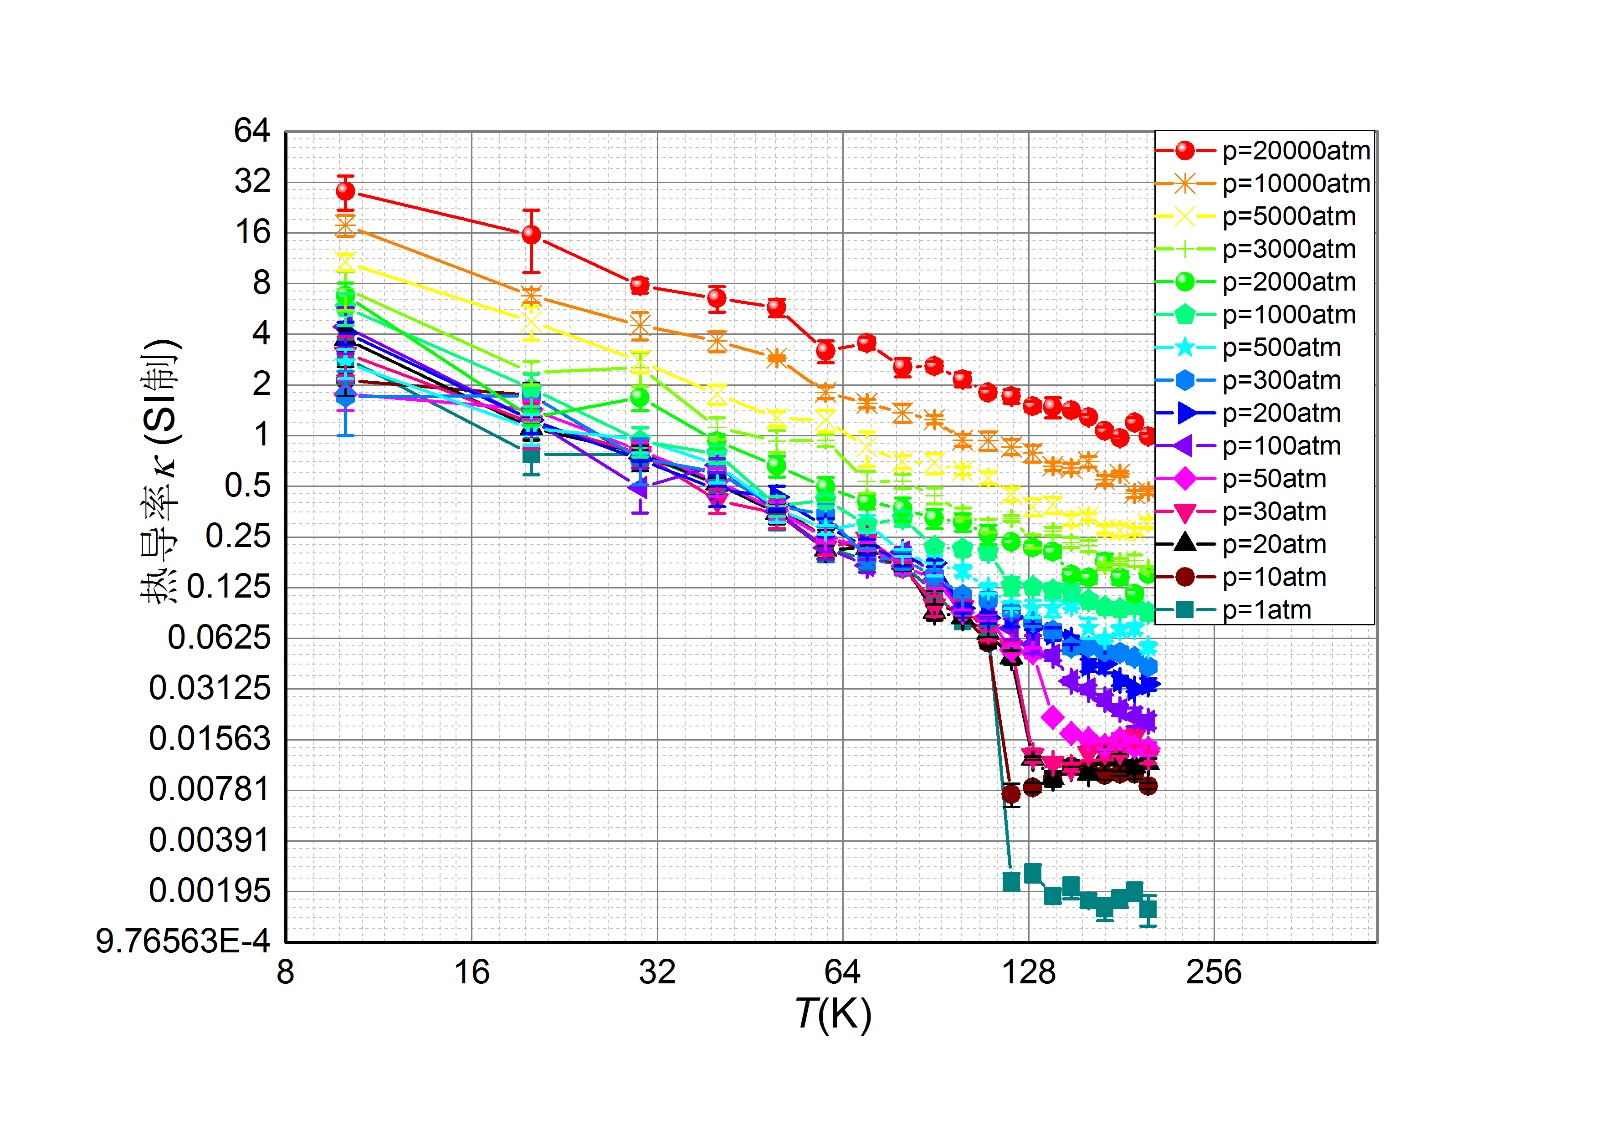 64
32
16
8
4
2
1
0.5
0.25
0.125
0.0625
0.03125
0.01563
0.00781
0.00391
0.00195
9.76563E-4
热导率κ (SI制)
8 16 32 64 128 256
T(K)
p=20000atm
p=10000atm
p=5000atm
p=3000atm
p=2000atm
p=1000atm
p=500atm
p=300atm
p=200atm
p=100atm
p=50atm
p=30atm
p=20atm
p=10atm
p=1atm